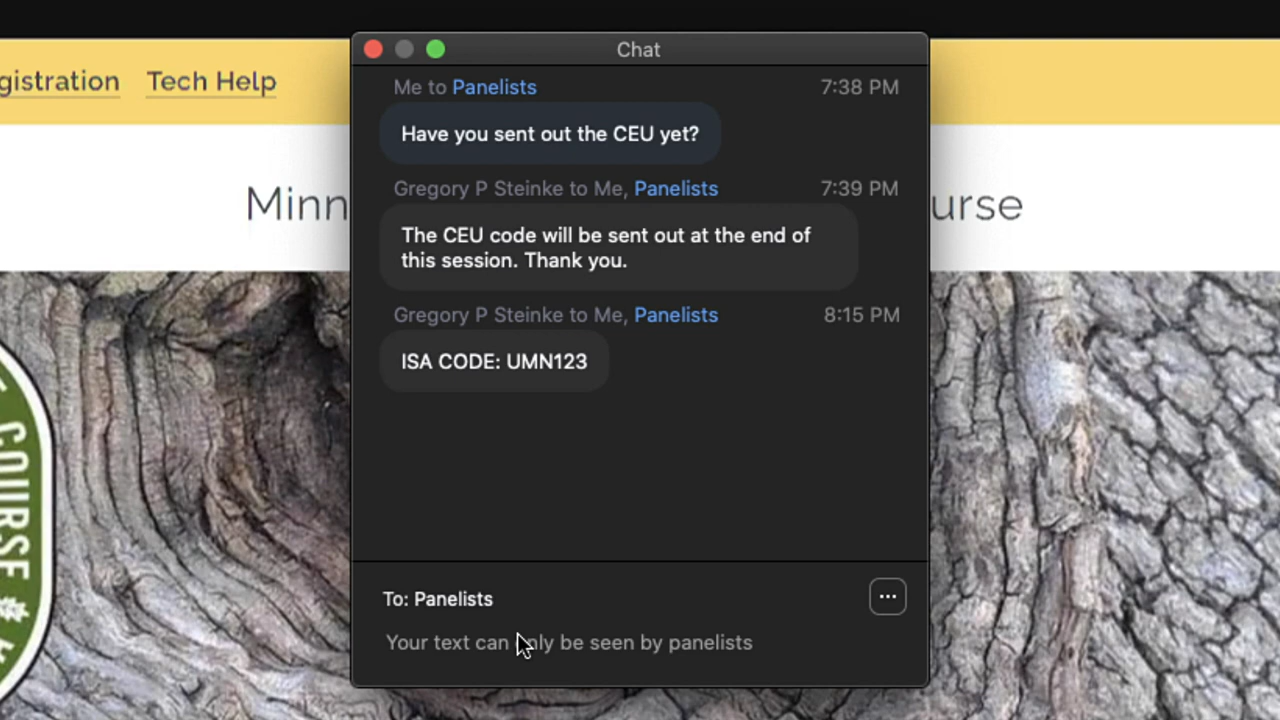 gistration Tech Help
Chat
Me to Panelists 7:38 PM
Have you sent out the CEU yet?
Gregory P Steinke to Me, Panelists 7:39 PM
The CEU code will be sent out at the end of
this session. Thank you.
Gregory P Steinke to Me, Panelists 8:15 PM
ISA CODE: UMN123
Minn
urse
COURSE
To: Panelists
...
Your text can only be seen by panelists